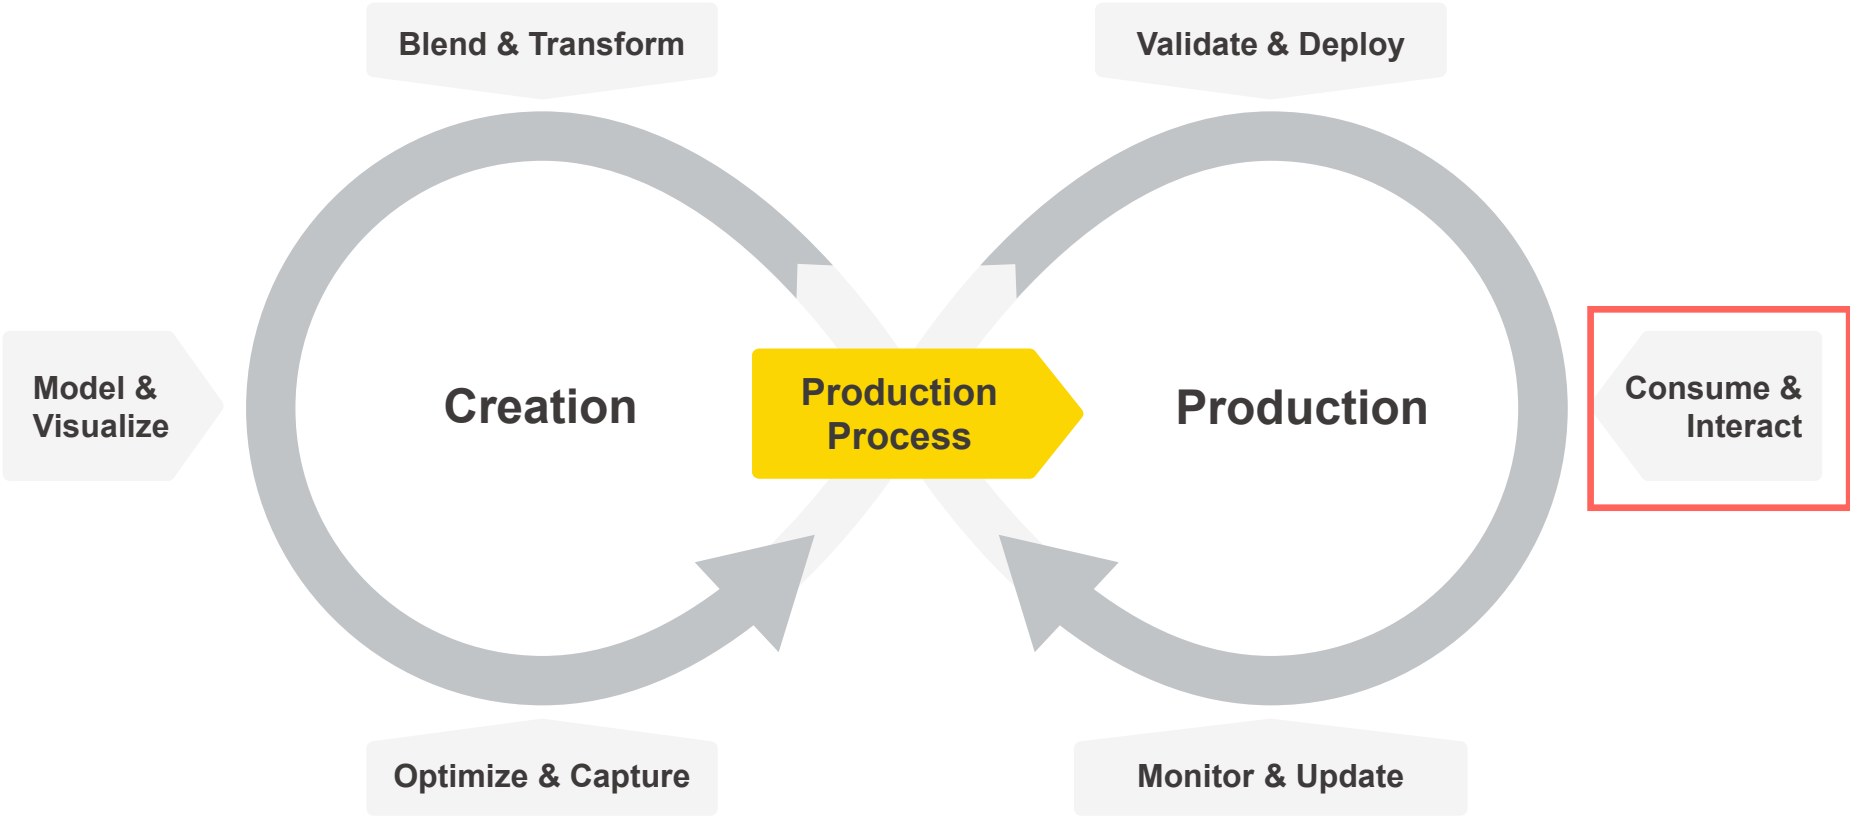 Blend & Transform
Validate & Deploy
Model &
Visualize
Creation
Production
Process
Production
Consume &
Interact
Optimize & Capture
Monitor & Update